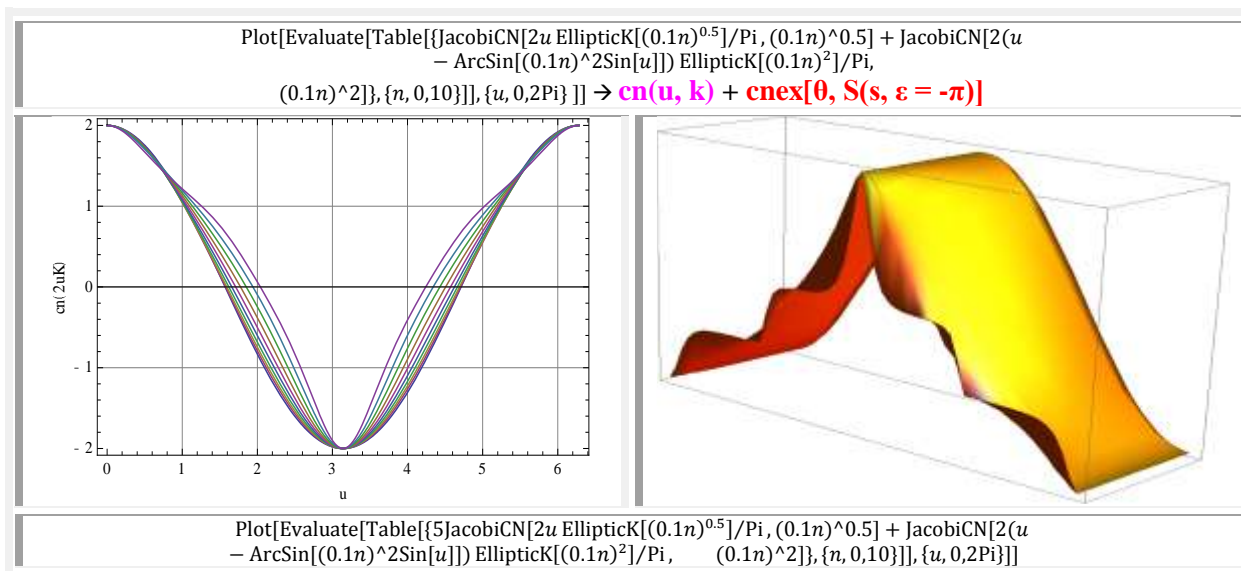 Plot[Evaluate[Table[{JacobiCN[2u EllipticK[(0.1n)^0.5]/Pi, (0.1n)^0.5] + JacobiCN[2(u
− ArcSin[(0.1n)^2Sin[u]]) EllipticK[(0.1n)^2]/Pi,
(0.1n)^2]}, {n, 0,10}]], {u, 0,2Pi} ]] → cn(u, k) + cnex[θ, S(s, ε = -π)]
2
1
0
- 1
- 2
cn( 2uK)
0 1 2 3 4 5 6
u
Plot[Evaluate[Table[{5JacobiCN[2u EllipticK[(0.1n)^0.5]/Pi, (0.1n)^0.5] + JacobiCN[2(u
− ArcSin[(0.1n)^2Sin[u]]) EllipticK[(0.1n)^2]/Pi, (0.1n)^2]}, {n, 0,10}]], {u, 0,2Pi}]]